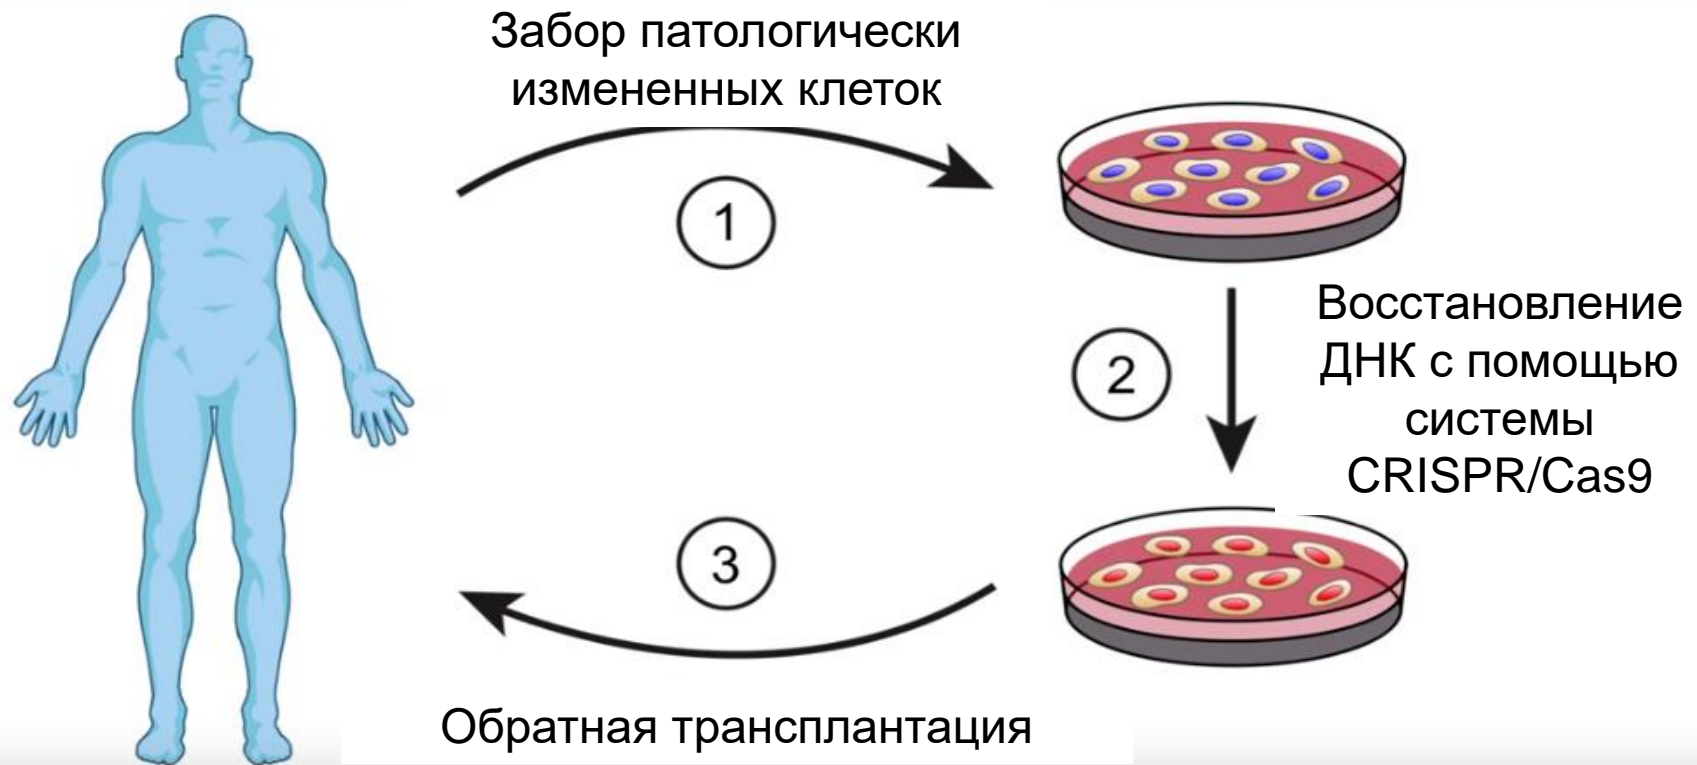 Забор патологически
измененных клеток
1
2
Восстановление
ДНК с помощью
системы
CRISPR/Cas9
3
Обратная трансплантация